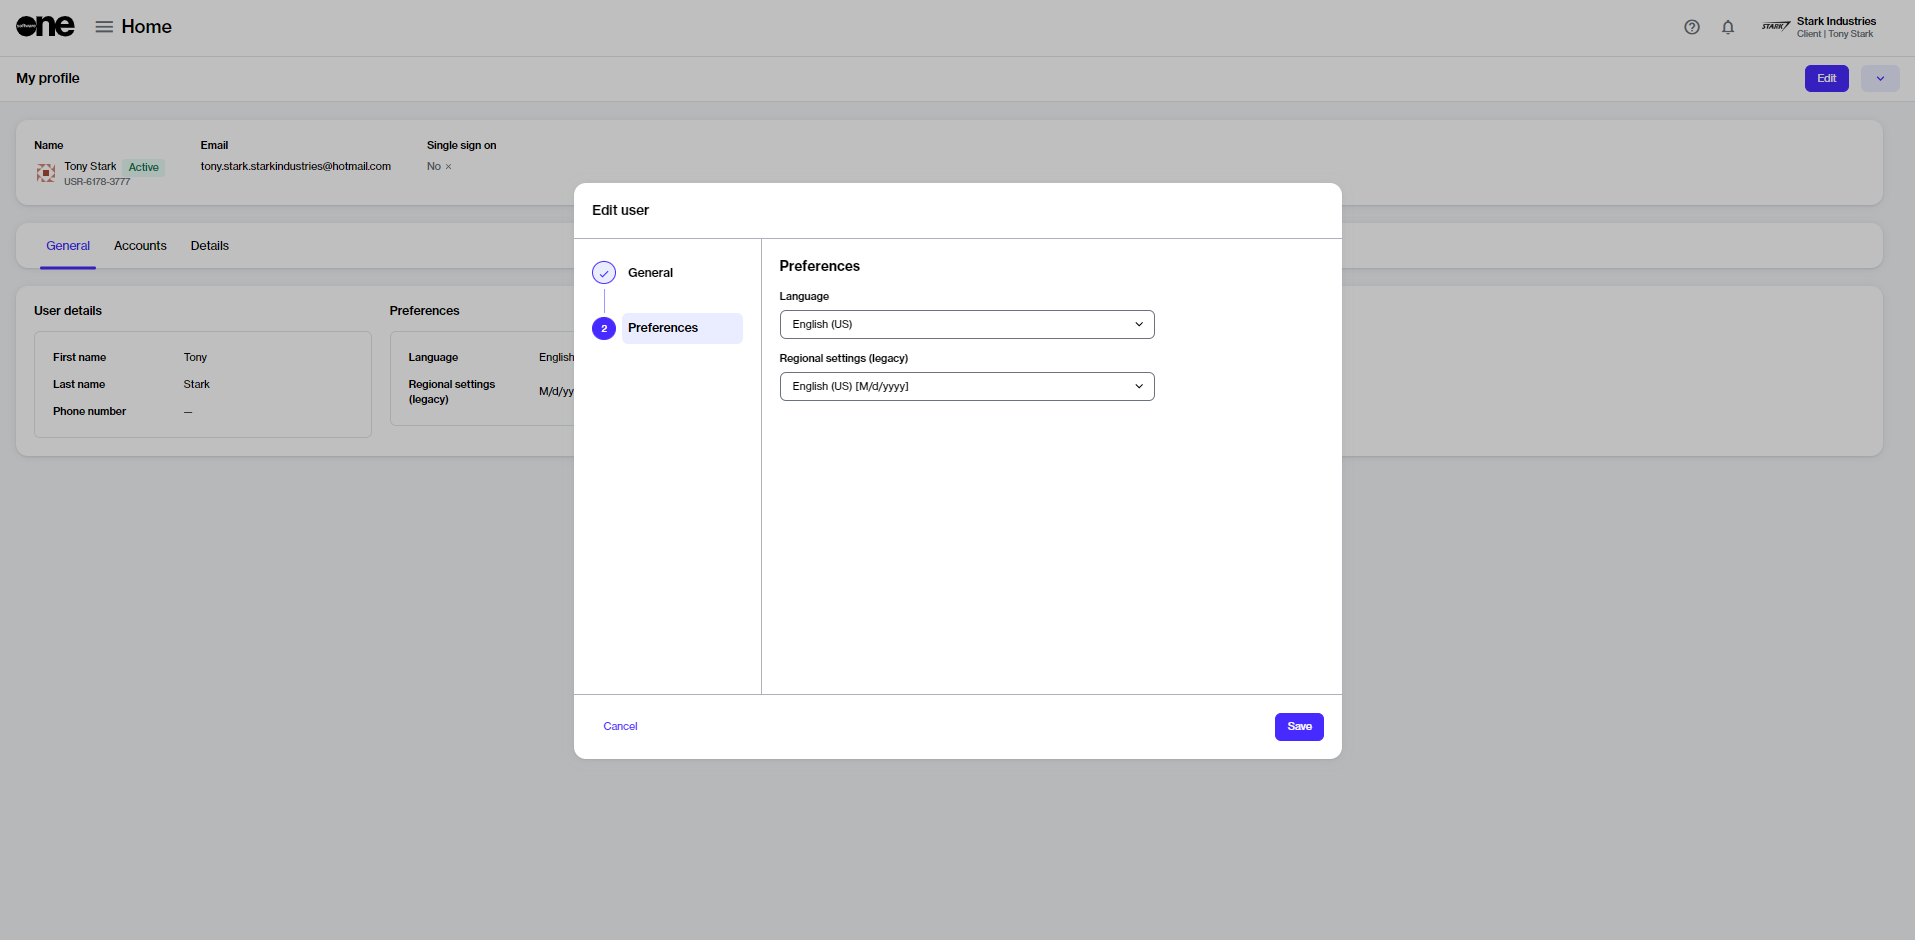 software one
Home
STARK
Stark Industries
Client | Tony Stark
My profile
Edit
Name
Email
Single sign on
Tony Stark
Active
tony.stark.starkindustries@hotmail.com
No ×
USR-6178-3777
General
Accounts
Details
User details
First name
Tony
Last name
Stark
Phone number
—
Preferences
Language
English
Regional settings
(legacy)
M/d/yy
Edit user
General
2
Preferences
Preferences
Language
English (US)
Regional settings (legacy)
English (US) [M/d/yyyy]
Cancel
Save